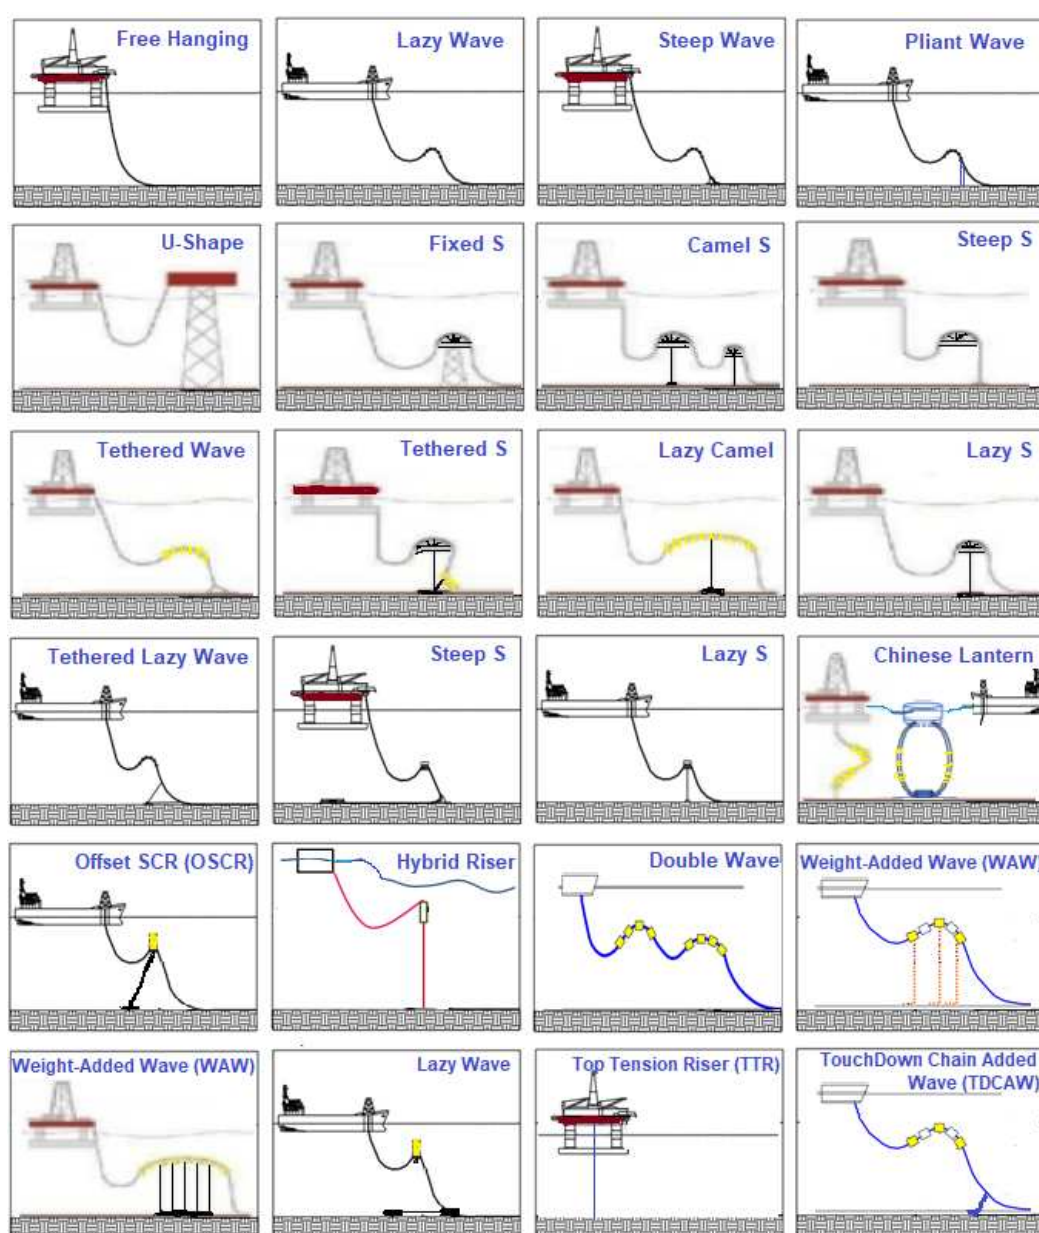 Free Hanging
Lazy Wave
Steep Wave
Pliant Wave
U-Shape
Fixed S
Camel S
Steep S
Tethered Wave
Tethered S
Lazy Camel
Lazy S
Tethered Lazy Wave
Steep S
Lazy S
Chinese Lantern
Offset SCR (OSCR)
Hybrid Riser
Double Wave
Weight-Added Wave (WAW)
Weight-Added Wave (WAW)
Lazy Wave
Top Tension Riser (TTR)
TouchDown Chain Added
Wave (TDCAW)